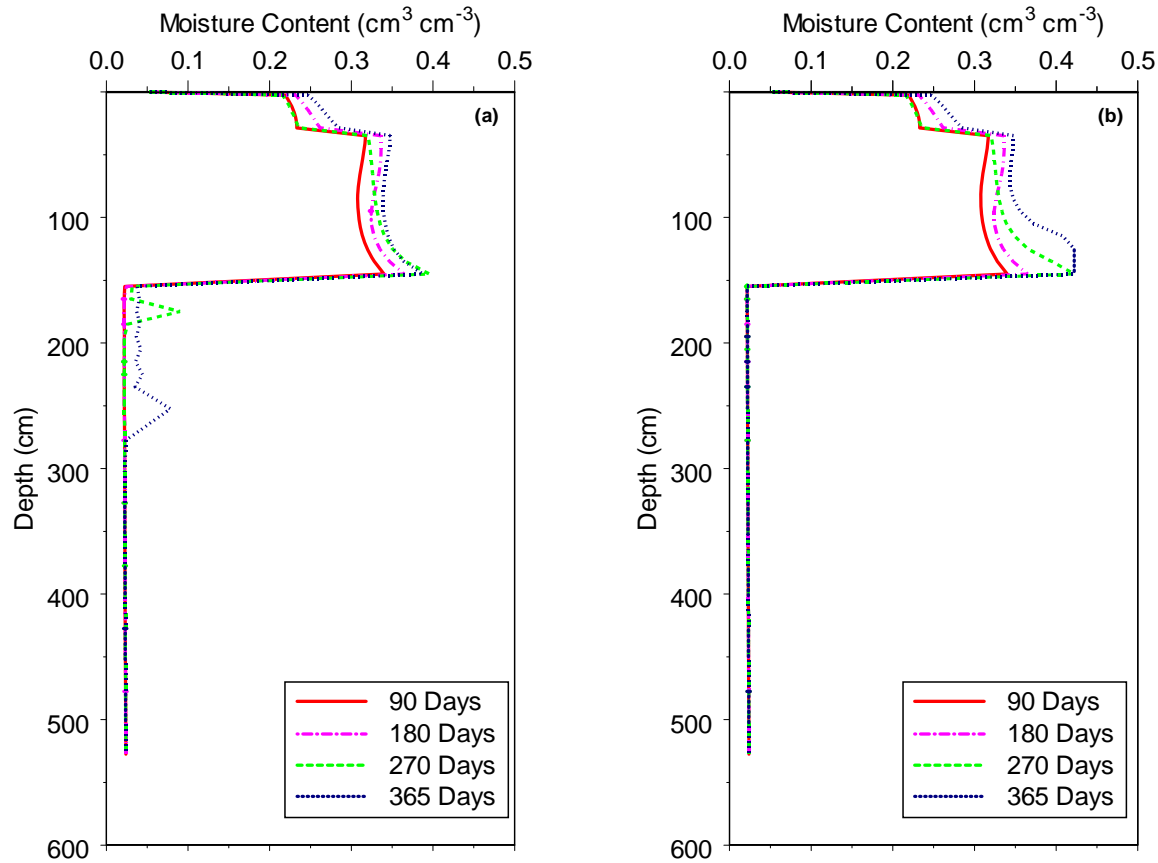 Moisture Content (cm³ cm⁻³)
0.0 0.1 0.2 0.3 0.4 0.5
(a)
100
200
300
400
500
600
Depth (cm)
90 Days
180 Days
270 Days
365 Days
Moisture Content (cm³ cm⁻³)
0.0 0.1 0.2 0.3 0.4 0.5
(b)
100
200
300
400
500
600
Depth (cm)
90 Days
180 Days
270 Days
365 Days